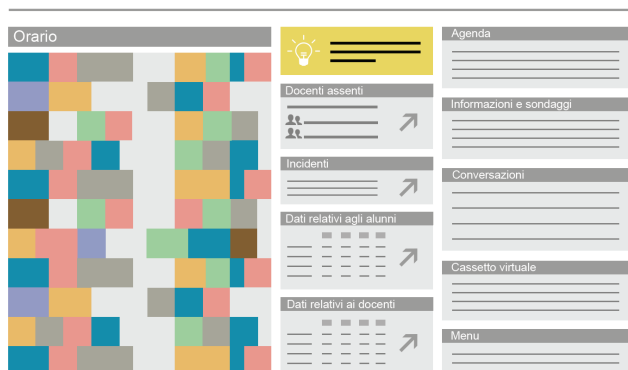 Orario
Docenti assenti
Incidenti
Dati relativi agli alunni
Dati relativi ai docenti
Agenda
Informazioni e sondaggi
Conversazioni
Cassetto virtuale
Menu